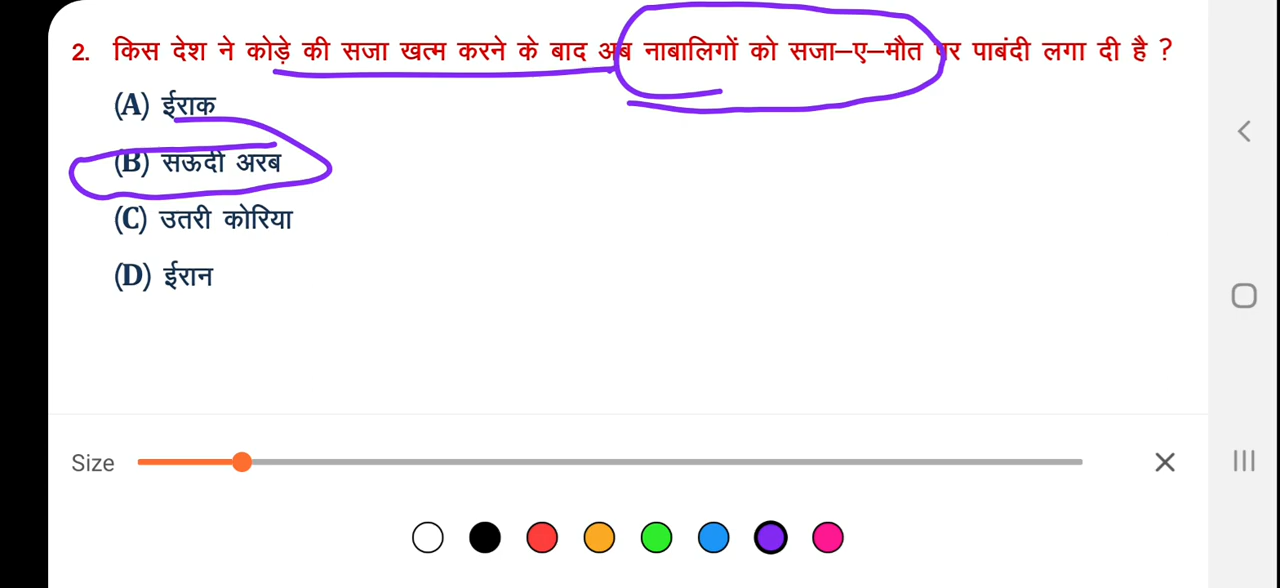 2. किस देश ने कोड़े की सजा खत्म करने के बाद अब नाबालिगों को सजा–ए–मौत पर पाबंदी लगा दी है ?
(A) ईराक
(B) सऊदी अरब
(C) उतरी कोरिया
(D) ईरान
Size